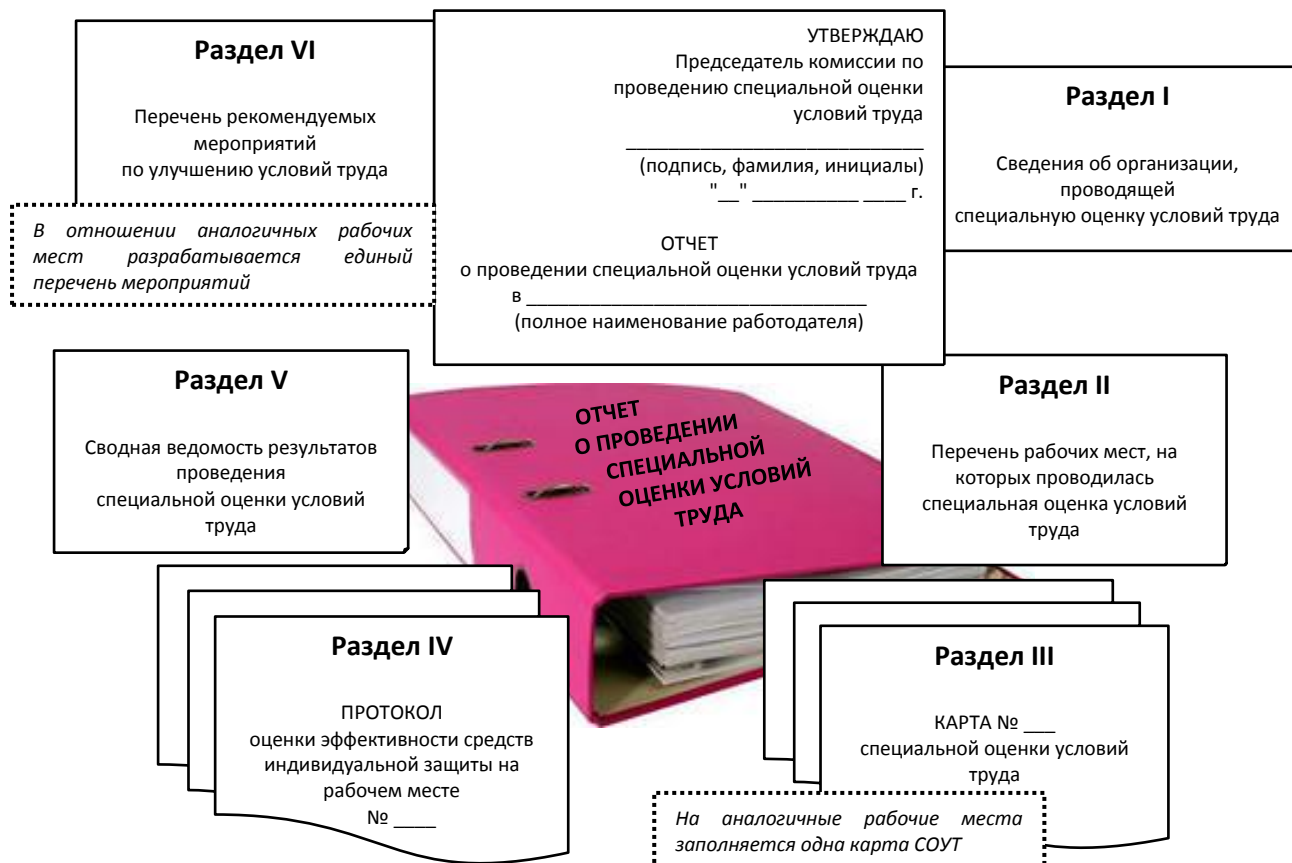 УТВЕРЖДАЮ
Председатель комиссии по
проведению специальной оценки
условий труда
____________________________
(подпись, фамилия, инициалы)
"__" __________ ____ г.
ОТЧЕТ
о проведении специальной оценки условий труда
в ________________________________
(полное наименование работодателя)
Раздел I
Сведения об организации,
проводящей
специальную оценку условий труда
Раздел II
Перечень рабочих мест, на
которых проводилась
специальная оценка условий
труда
Раздел III
КАРТА № ___
специальной оценки условий
труда
На аналогичные рабочие места
заполняется одна карта СОУТ
Раздел IV
ПРОТОКОЛ
оценки эффективности средств
индивидуальной защиты на
рабочем месте
№ ____
Раздел V
Сводная ведомость результатов
проведения
специальной оценки условий
труда
Раздел VI
Перечень рекомендуемых
мероприятий
по улучшению условий труда
В отношении аналогичных рабочих
мест разрабатывается единый
перечень мероприятий
ОТЧЕТ
О ПРОВЕДЕНИИ
СПЕЦИАЛЬНОЙ
ОЦЕНКИ УСЛОВИЙ
ТРУДА